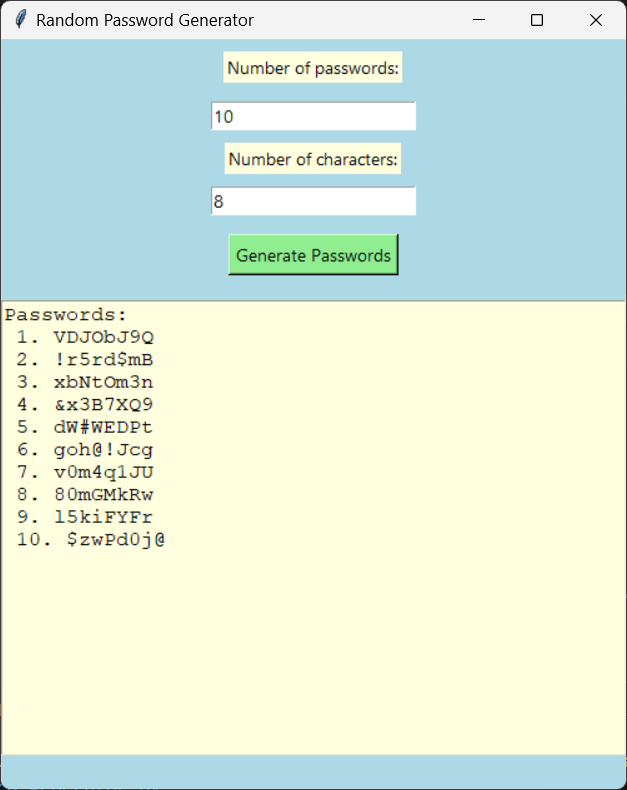 Random Password Generator
Number of passwords:
10
Number of characters:
8
Generate Passwords
Passwords:
1. VDJObJ9Q
2. !r5rd$mB
3. xbNtOm3n
4. &x3B7XQ9
5. dW#WEDPt
6. goh@!Jcg
7. v0m4q1JU
8. 80mGMkRw
9. l5kiFYFr
10. $zwPd0j@